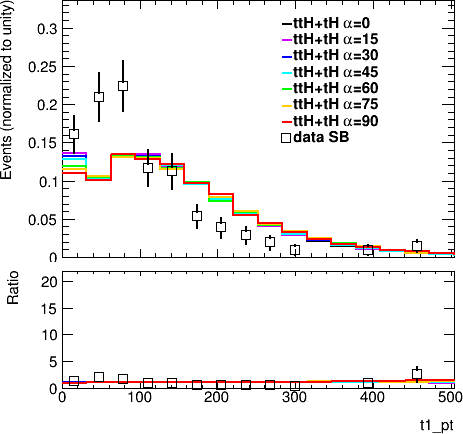 Events (normalized to unity)
0.3
0.25
0.2
0.15
0.1
0.05
0
ttH+tH α=0
ttH+tH α=15
ttH+tH α=30
ttH+tH α=45
ttH+tH α=60
ttH+tH α=75
ttH+tH α=90
data SB
Ratio
20
15
10
5
0
0 100 200 300 400 500
t1_pt